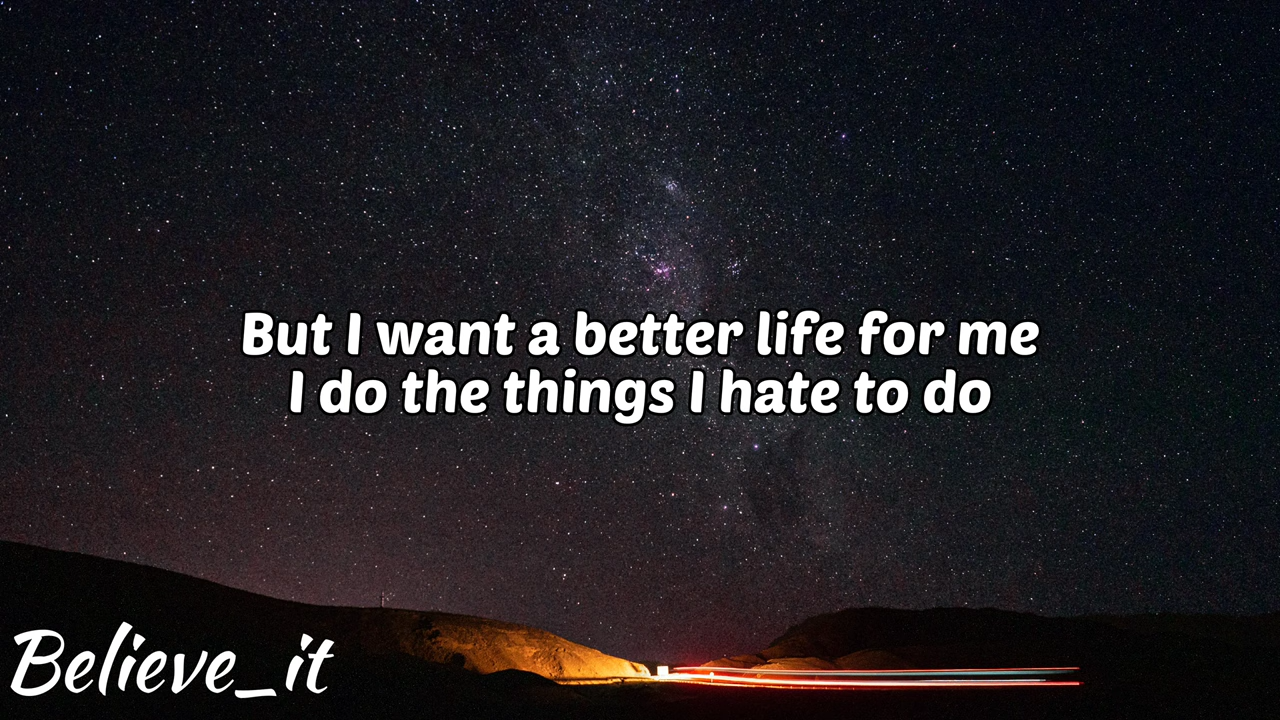 But I want a better life for me
I do the things I hate to do
Believe_it